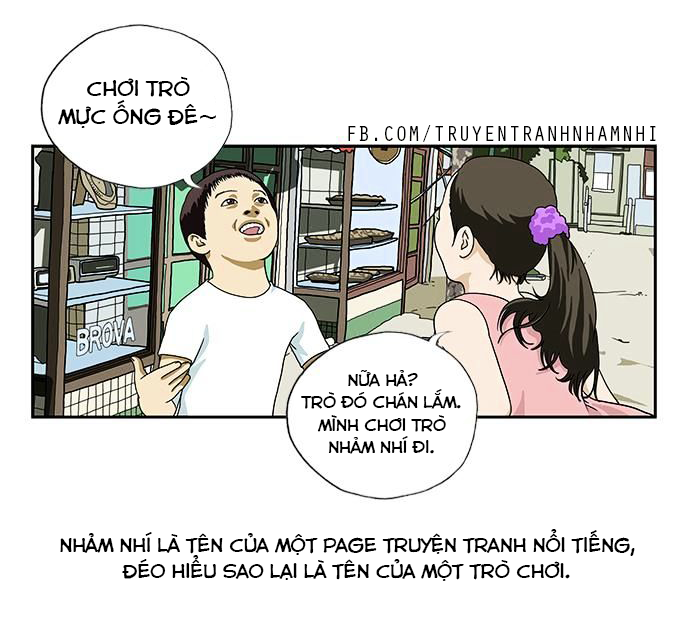 CHƠI TRÒ
MỰC ỐNG ĐÊ~
FB.COM/TRUYENTRANHNHAMNHI
BROVA
NỮA HẢ?
TRÒ ĐÓ CHÁN LẮM.
MÌNH CHƠI TRÒ
NHẢM NHÍ ĐI.
NHẢM NHÍ LÀ TÊN CỦA MỘT PAGE TRUYỆN TRANH NỔI TIẾNG,
ĐÉO HIỂU SAO LẠI LÀ TÊN CỦA MỘT TRÒ CHƠI.